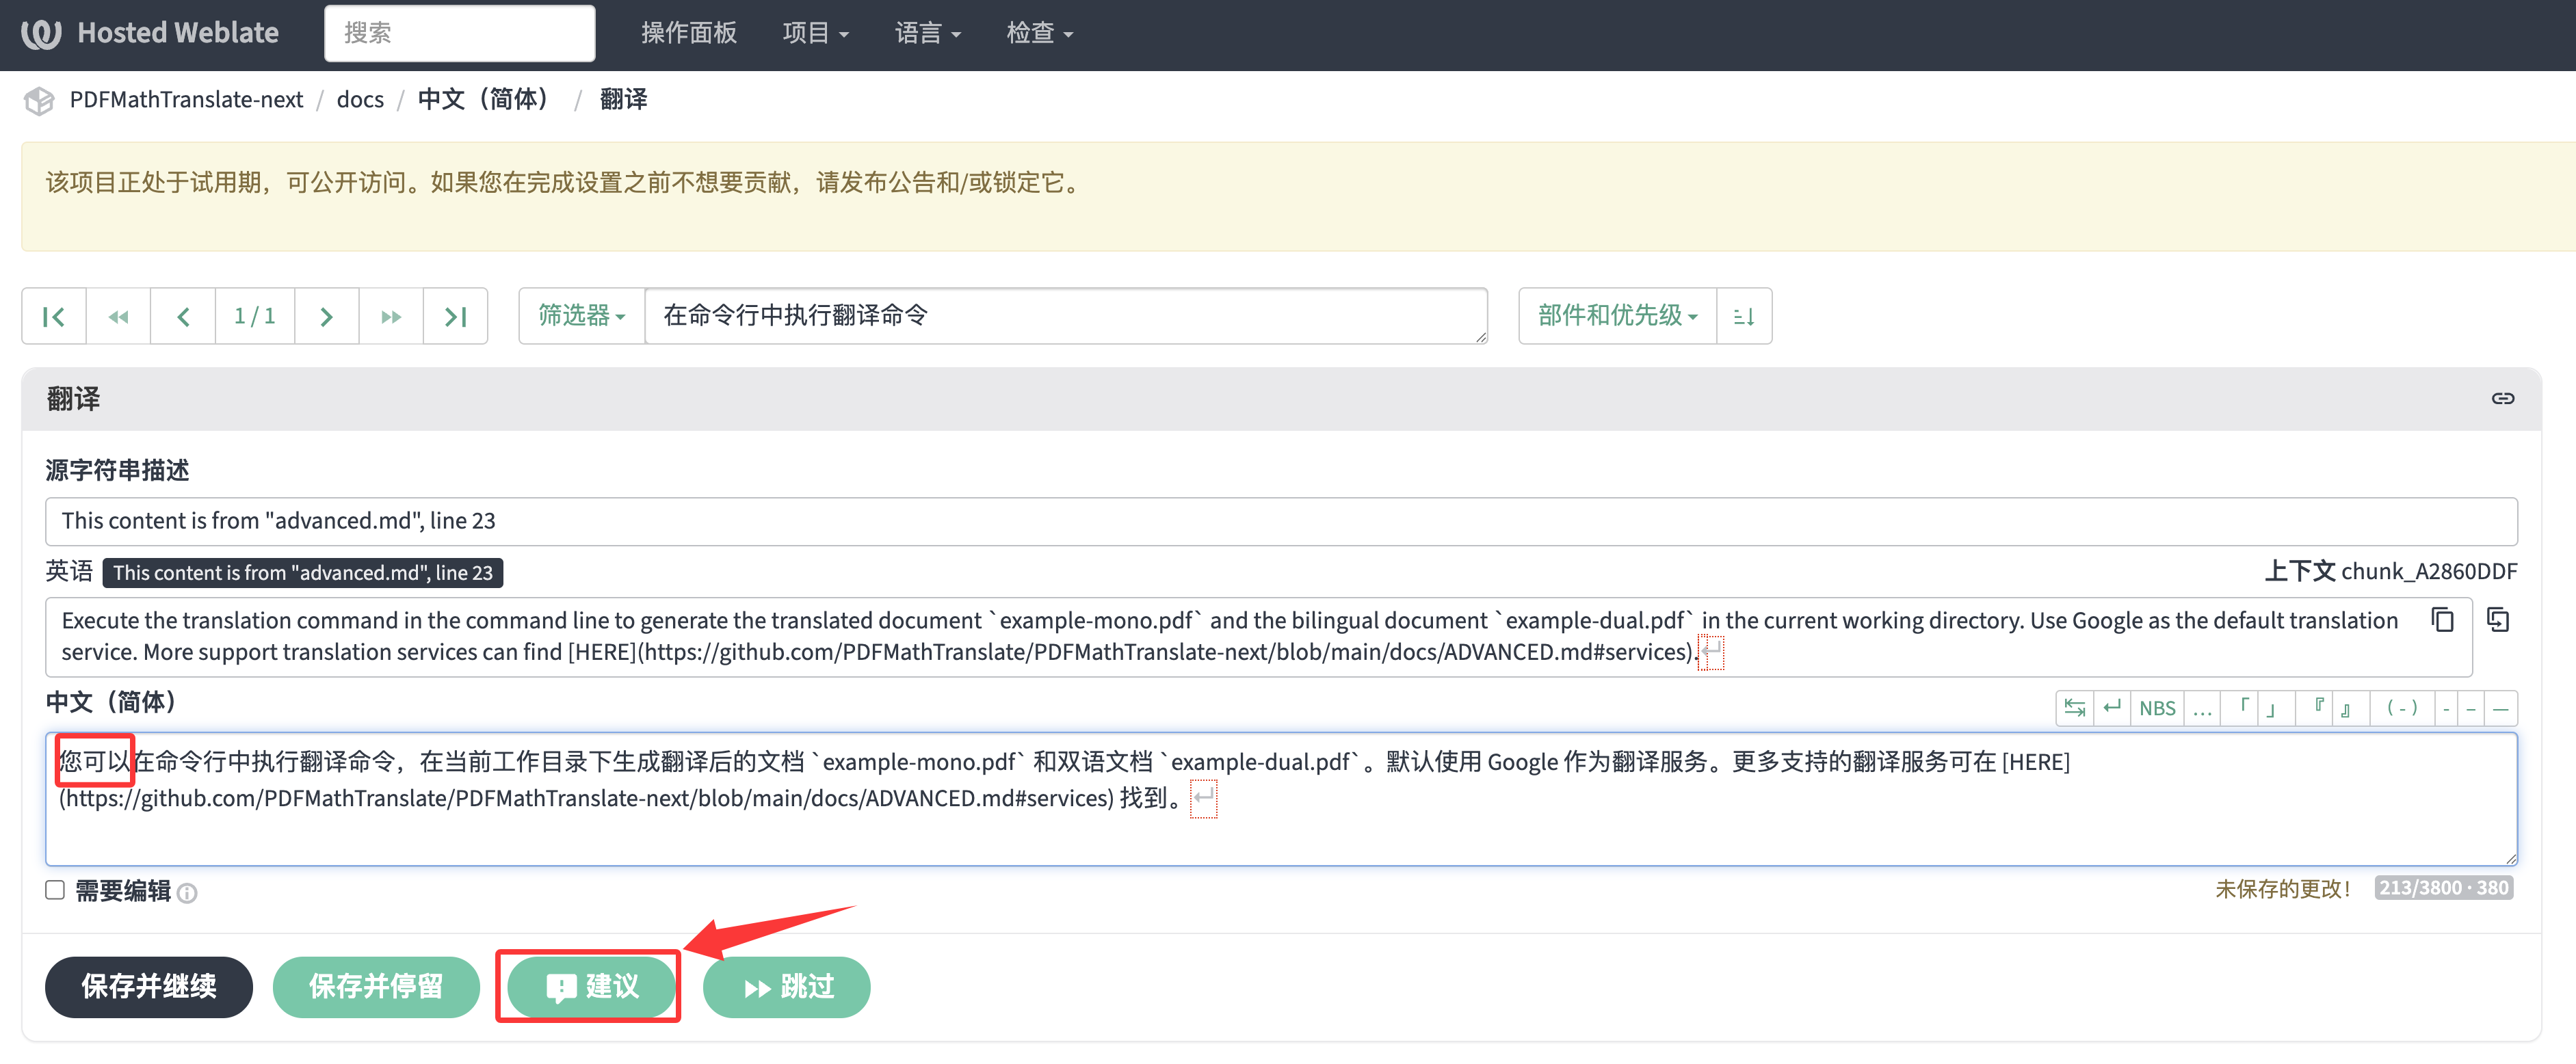 Hosted Weblate 搜索 操作面板 项目 语言 检查
PDFMathTranslate-next / docs / 中文（简体） / 翻译
该项目正处于试用期，可公开访问。如果您在完成设置之前不想要贡献，请发布公告和/或锁定它。
1 / 1 筛选器 在命令行中执行翻译命令 部件和优先级
翻译
源字符串描述
This content is from "advanced.md", line 23
英语 This content is from "advanced.md", line 23 上下文 chunk_A2860DDF
Execute the translation command in the command line to generate the translated document `example-mono.pdf` and the bilingual document `example-dual.pdf` in the current working directory. Use Google as the default translation
service. More support translation services can find [HERE](https://github.com/PDFMathTranslate/PDFMathTranslate-next/blob/main/docs/ADVANCED.md#services).
中文（简体） NBS … 「 」 『 』 ( - ) - – —
您可以在命令行中执行翻译命令，在当前工作目录下生成翻译后的文档 `example-mono.pdf` 和双语文档 `example-dual.pdf`。默认使用 Google 作为翻译服务。更多支持的翻译服务可在 [HERE]
(https://github.com/PDFMathTranslate/PDFMathTranslate-next/blob/main/docs/ADVANCED.md#services) 找到。
需要编辑 未保存的更改！ 213/3800 · 380
保存并继续 保存并停留 建议 跳过